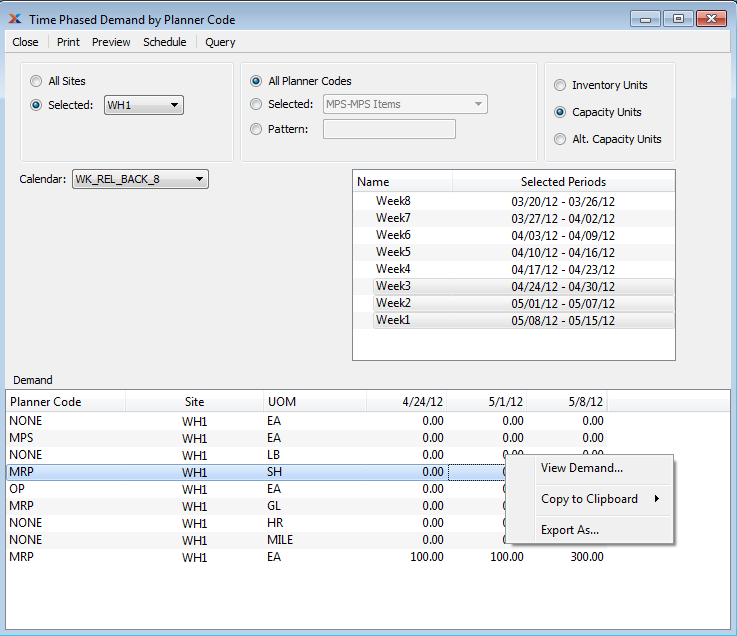 Time Phased Demand by Planner Code
Close Print Preview Schedule Query
All Sites
Selected: WH1
All Planner Codes
Selected: MPS-MPS Items
Pattern:
Inventory Units
Capacity Units
Alt. Capacity Units
Calendar: WK_REL_BACK_8
Name Selected Periods
Week8 03/20/12 - 03/26/12
Week7 03/27/12 - 04/02/12
Week6 04/03/12 - 04/09/12
Week5 04/10/12 - 04/16/12
Week4 04/17/12 - 04/23/12
Week3 04/24/12 - 04/30/12
Week2 05/01/12 - 05/07/12
Week1 05/08/12 - 05/15/12
Demand
Planner Code Site UOM 4/24/12 5/1/12 5/8/12
NONE WH1 EA 0.00 0.00 0.00
MPS WH1 EA 0.00 0.00 0.00
NONE WH1 LB 0.00 0.00 0.00
MRP WH1 SH 0.00
OP WH1 EA 0.00
MRP WH1 GL 0.00
NONE WH1 HR 0.00
NONE WH1 MILE 0.00
MRP WH1 EA 100.00 100.00 300.00
View Demand...
Copy to Clipboard
Export As...